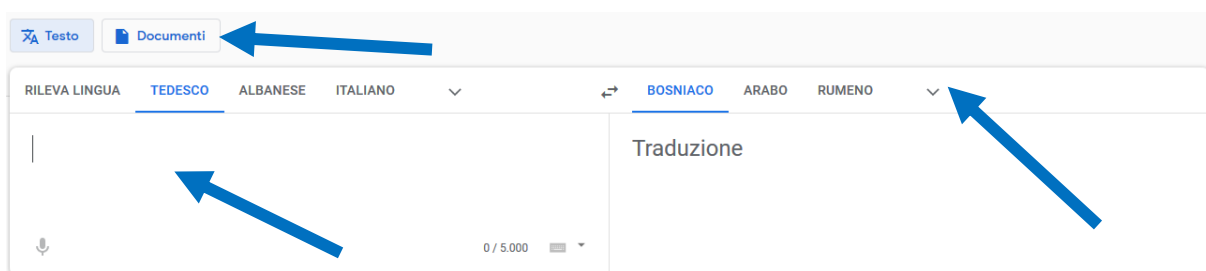 Testo Documenti
RILEVA LINGUA TEDESCO ALBANESE ITALIANO BOSNIACO ARABO RUMENO
Traduzione
0 / 5.000